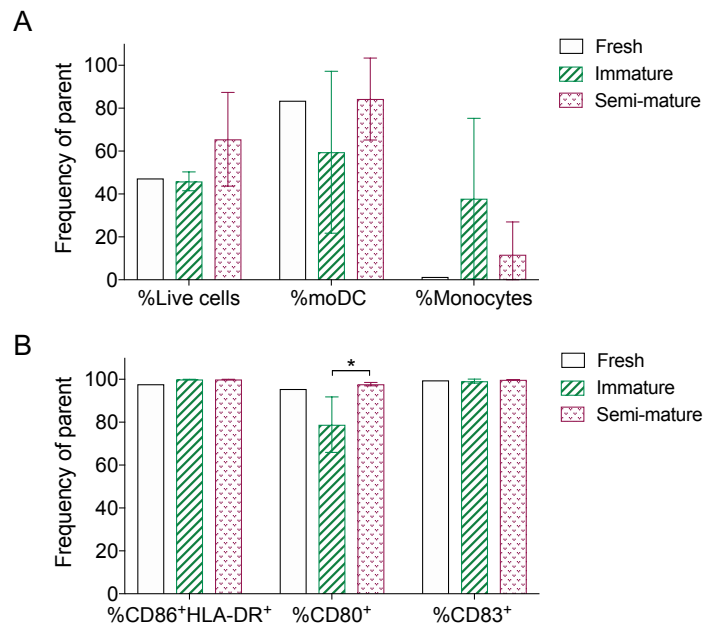 A
Frequency of parent
100
80
60
40
20
0
%Live cells %moDC %Monocytes
Fresh
Immature
Semi-mature
B
Frequency of parent
100
80
60
40
20
0
*
%CD86⁺HLA-DR⁺ %CD80⁺ %CD83⁺
Fresh
Immature
Semi-mature